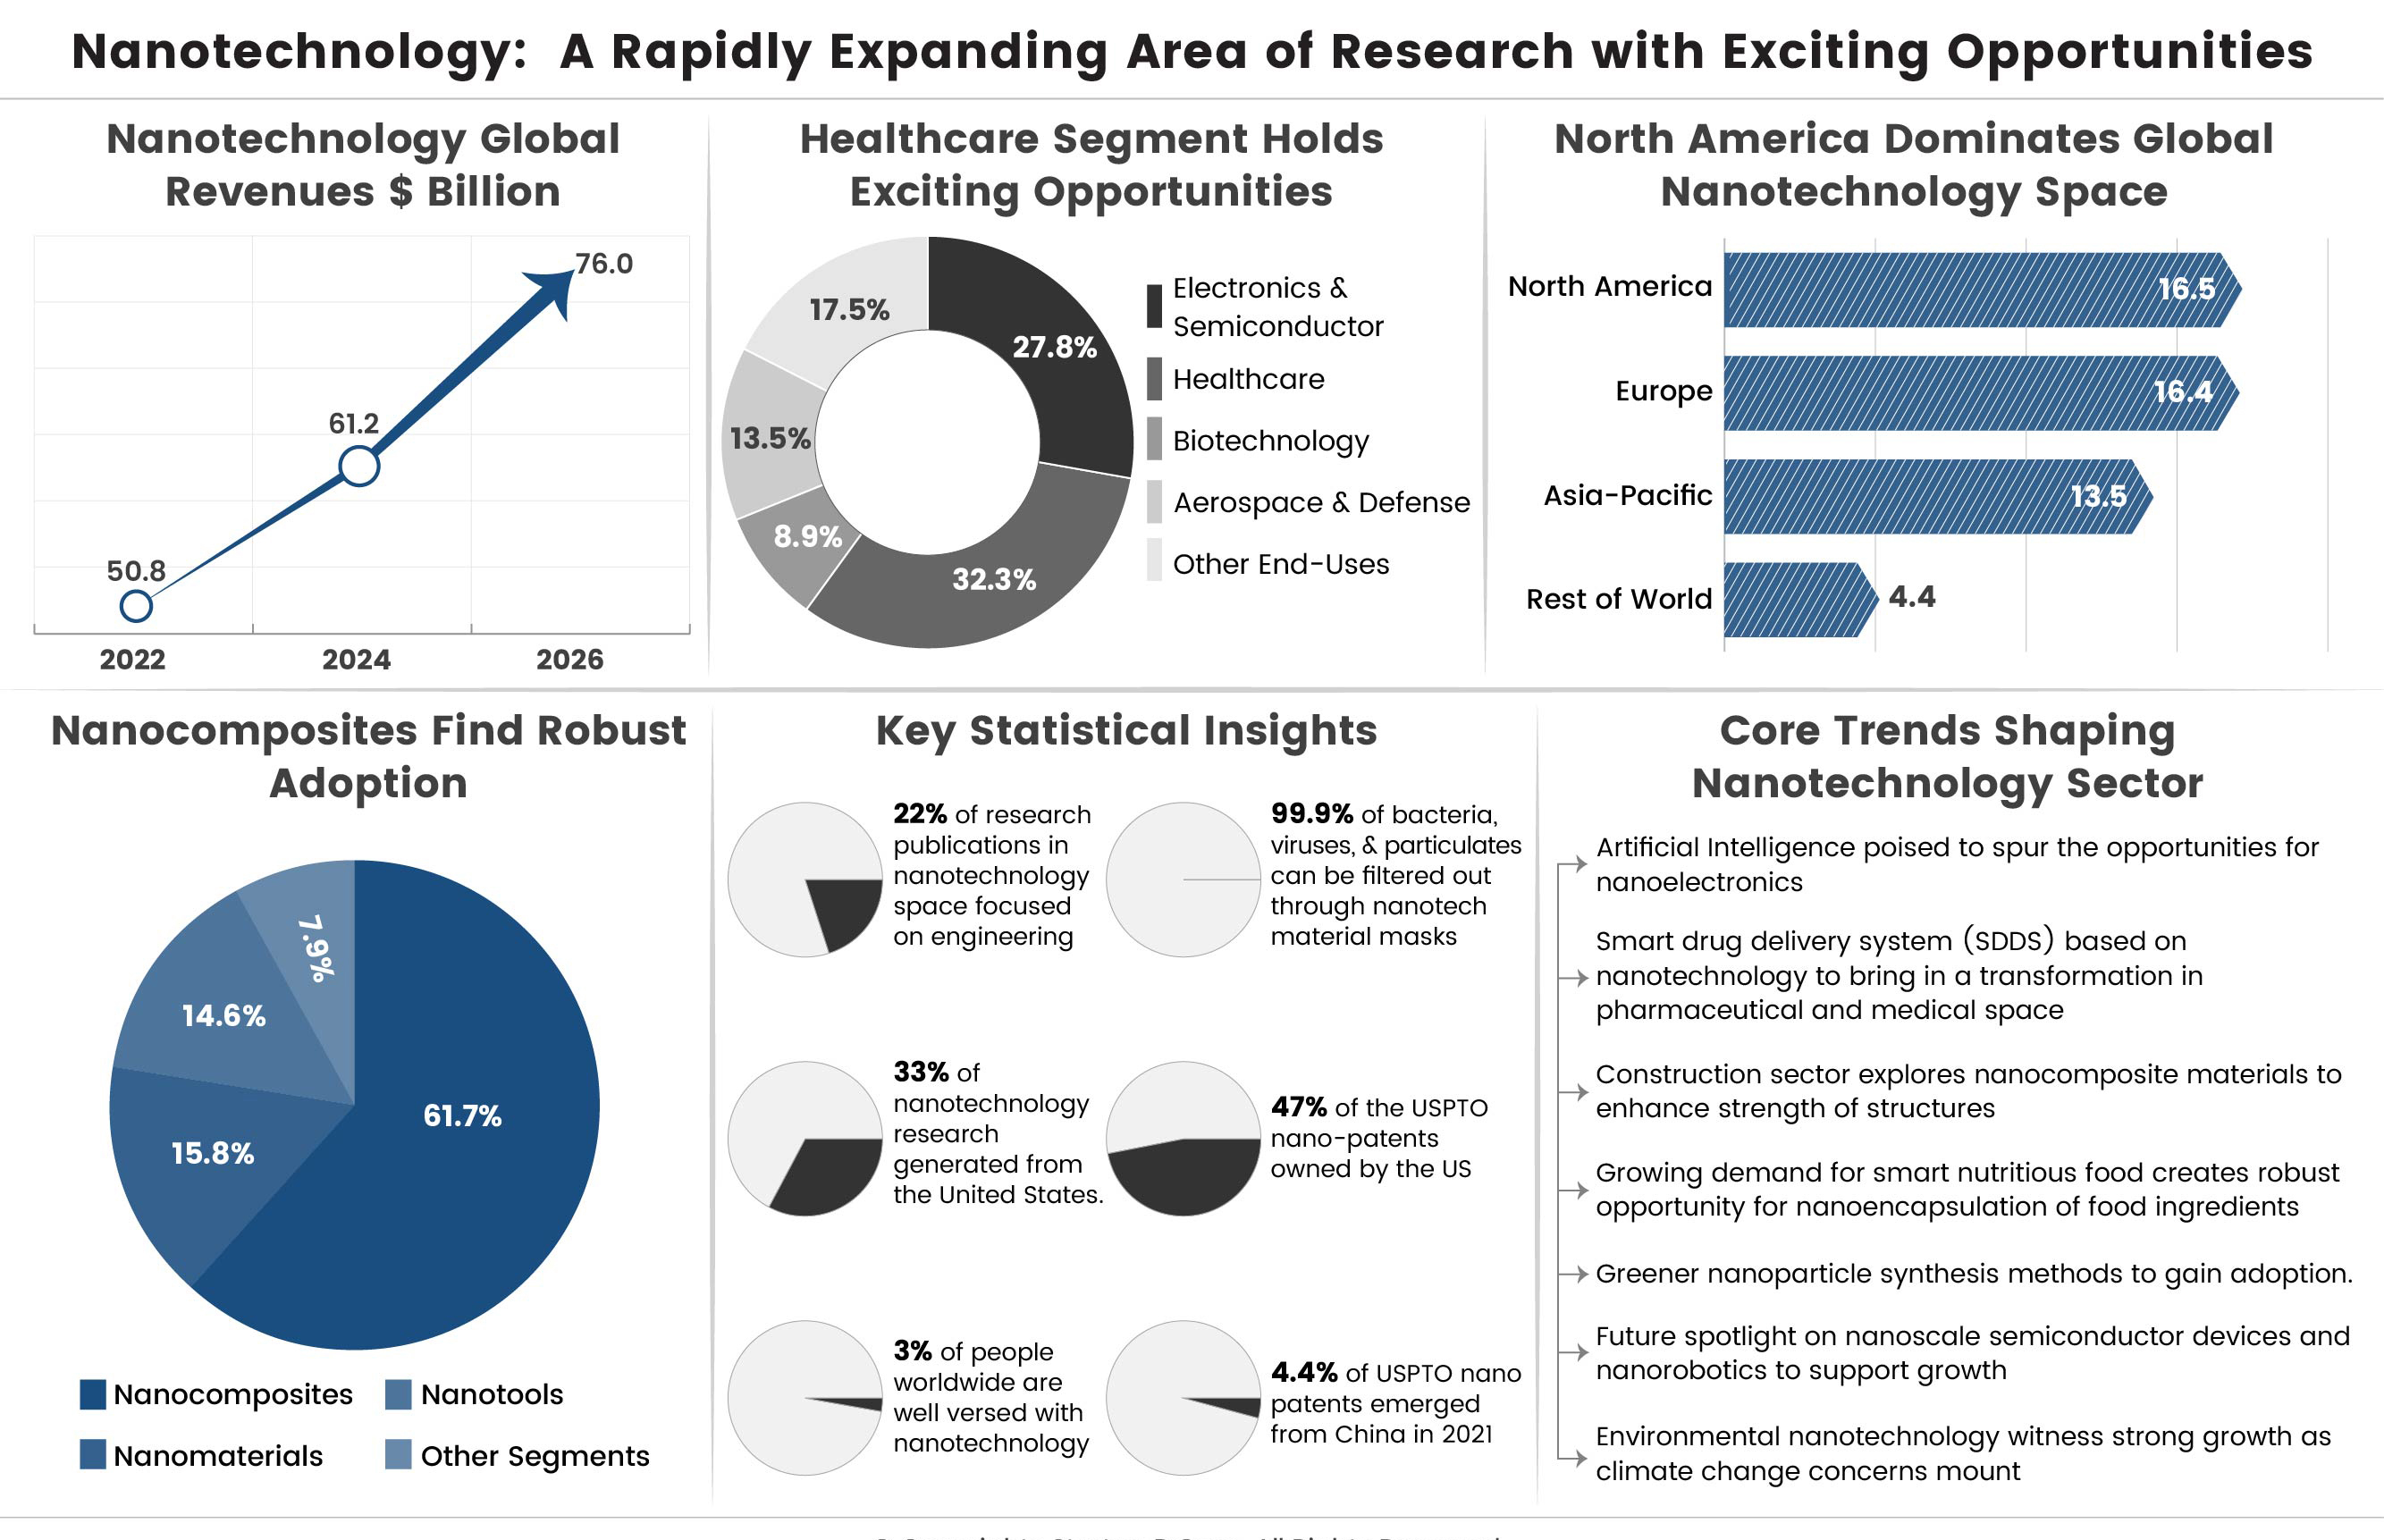 Nanotechnology: A Rapidly Expanding Area of Research with Exciting Opportunities
Nanotechnology Global
Revenues $ Billion
76.0
61.2
50.8
2022
2024
2026
Healthcare Segment Holds
Exciting Opportunities
17.5%
27.8%
13.5%
8.9%
32.3%
Electronics &
Semiconductor
Healthcare
Biotechnology
Aerospace & Defense
Other End-Uses
North America Dominates Global
Nanotechnology Space
North America
16.5
Europe
16.4
Asia-Pacific
13.5
Rest of World
4.4
Nanocomposites Find Robust
Adoption
7.9%
14.6%
61.7%
15.8%
Nanocomposites
Nanotools
Nanomaterials
Other Segments
Key Statistical Insights
22% of research
publications in
nanotechnology
space focused
on engineering
99.9% of bacteria,
viruses, & particulates
can be filtered out
through nanotech
material masks
33% of
nanotechnology
research
generated from
the United States.
47% of the USPTO
nano-patents
owned by the US
3% of people
worldwide are
well versed with
nanotechnology
4.4% of USPTO nano
patents emerged
from China in 2021
Core Trends Shaping
Nanotechnology Sector
Artificial Intelligence poised to spur the opportunities for
nanoelectronics
Smart drug delivery system (SDDS) based on
nanotechnology to bring in a transformation in
pharmaceutical and medical space
Construction sector explores nanocomposite materials to
enhance strength of structures
Growing demand for smart nutritious food creates robust
opportunity for nanoencapsulation of food ingredients
Greener nanoparticle synthesis methods to gain adoption.
Future spotlight on nanoscale semiconductor devices and
nanorobotics to support growth
Environmental nanotechnology witness strong growth as
climate change concerns mount